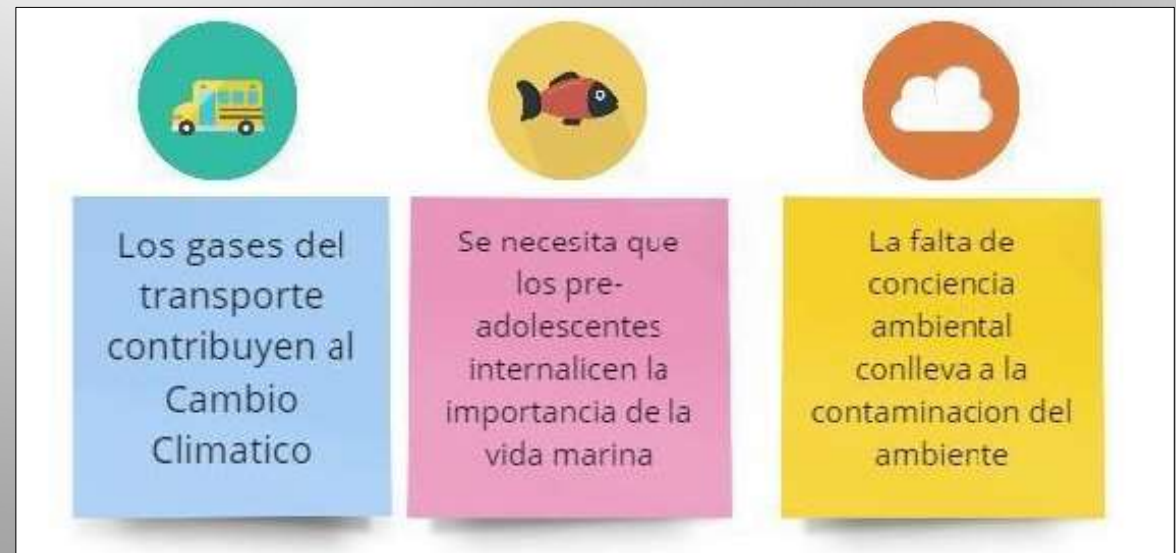 Los gases del
transporte
contribuyen al
Cambio
Climatico
Se necesita que
los pre-
adolescentes
internalicen la
importancia de la
vida marina
La falta de
conciencia
ambiental
conlleva a la
contaminacion del
ambiente